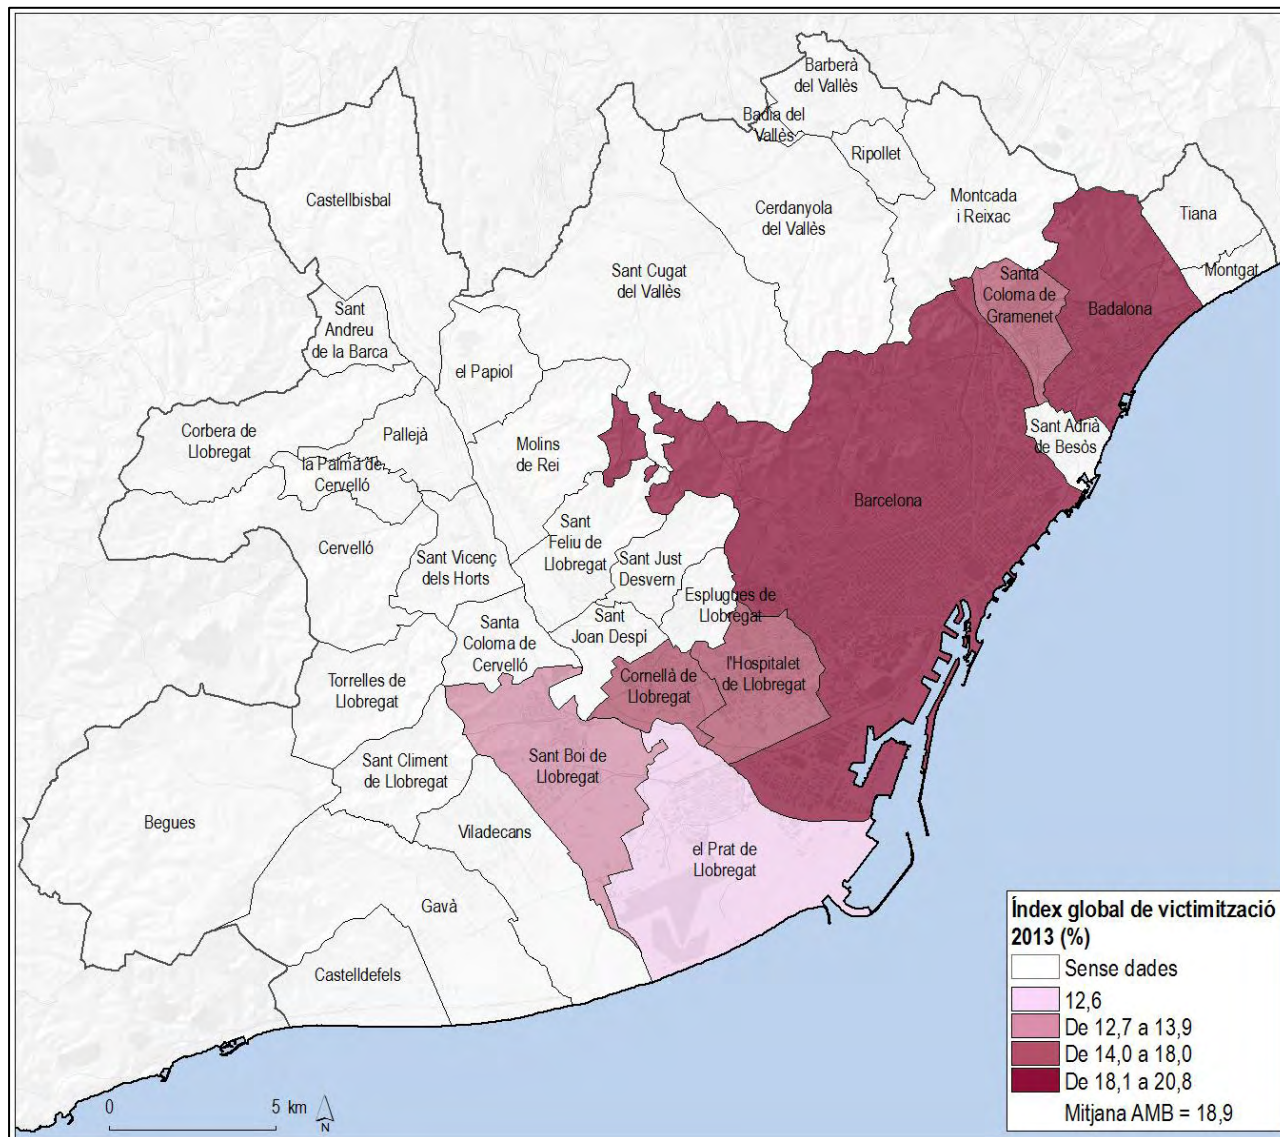 Barberà
del Vallès
Badia del
Vallès
Ripollet
Castellbisbal
Montcada
i Reixac
Cerdanyola
del Vallès
Tiana
Sant Cugat
del Vallès
Montgat
Santa
Coloma de
Gramenet
Badalona
Sant
Andreu
de la Barca
el Papiol
Corbera de
Llobregat
Pallejà
Molins
de Rei
Sant Adrià
de Besòs
la Palma de
Cervelló
Barcelona
Cervelló
Sant
Feliu de
Llobregat
Sant Vicenç
dels Horts
Sant Just
Desvern
Esplugues de
Llobregat
Santa
Coloma de
Cervelló
Sant
Joan Despí
Torrelles de
Llobregat
Cornellà de
Llobregat
l'Hospitalet
de Llobregat
Sant Climent
de Llobregat
Sant Boi de
Llobregat
Begues
Viladecans
el Prat de
Llobregat
Gavà
Castelldefels
Índex global de victimització
2013 (%)
Sense dades
12,6
De 12,7 a 13,9
De 14,0 a 18,0
De 18,1 a 20,8
Mitjana AMB = 18,9
0 5 km
N